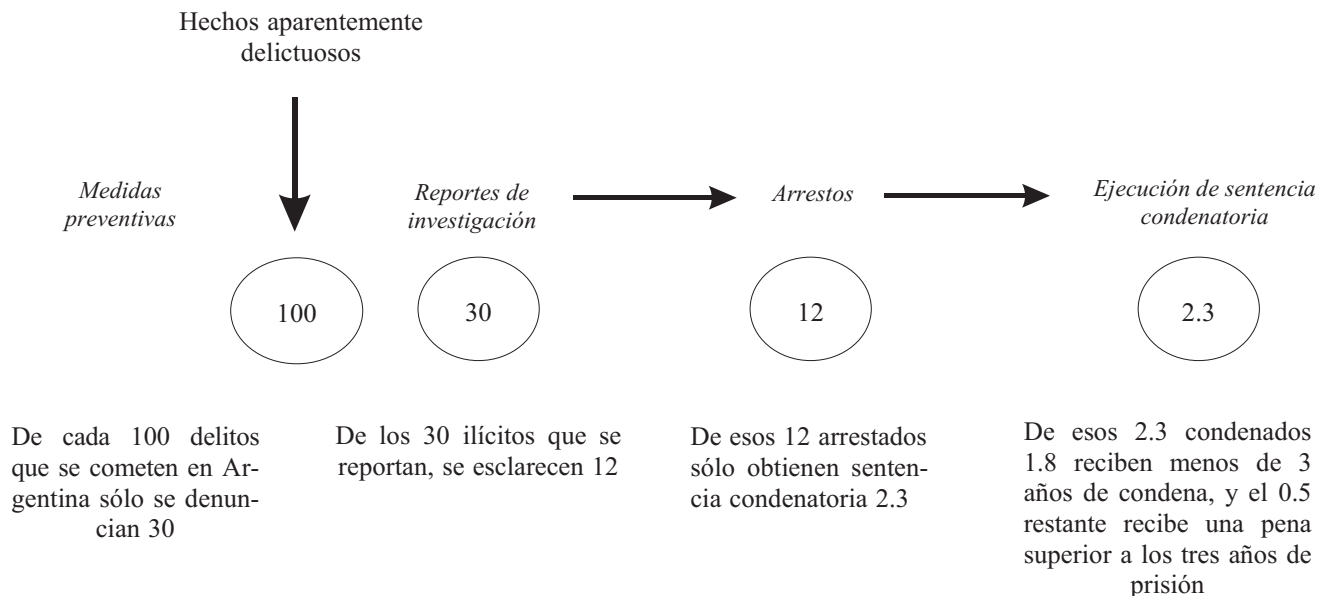 Hechos aparentemente
delictuosos
Medidas
preventivas
Reportes de
investigación
Arrestos
Ejecución de sentencia
condenatoria
100
30
12
2.3
De cada 100 delitos
que se cometen en Ar-
gentina sólo se denun-
cian 30
De los 30 ilícitos que se
reportan, se esclarecen 12
De esos 12 arrestados
sólo obtienen senten-
cia condenatoria 2.3
De esos 2.3 condenados
1.8 reciben menos de 3
años de condena, y el 0.5
restante recibe una pena
superior a los tres años de
prisión